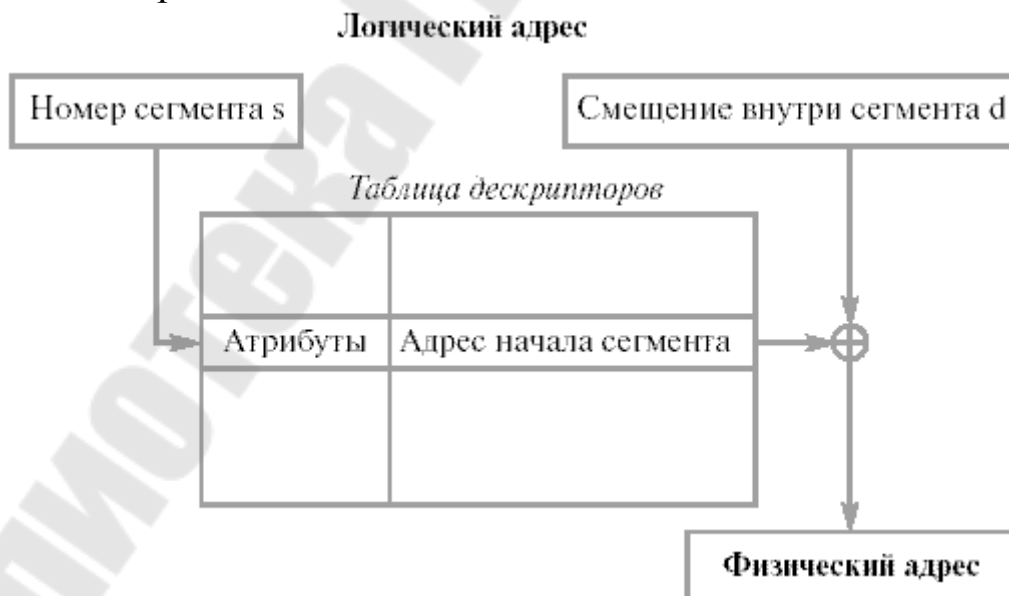 Логический адрес
Номер сегмента s
Смещение внутри сегмента d
Таблица дескрипторов
Атрибуты
Адрес начала сегмента
Физический адрес